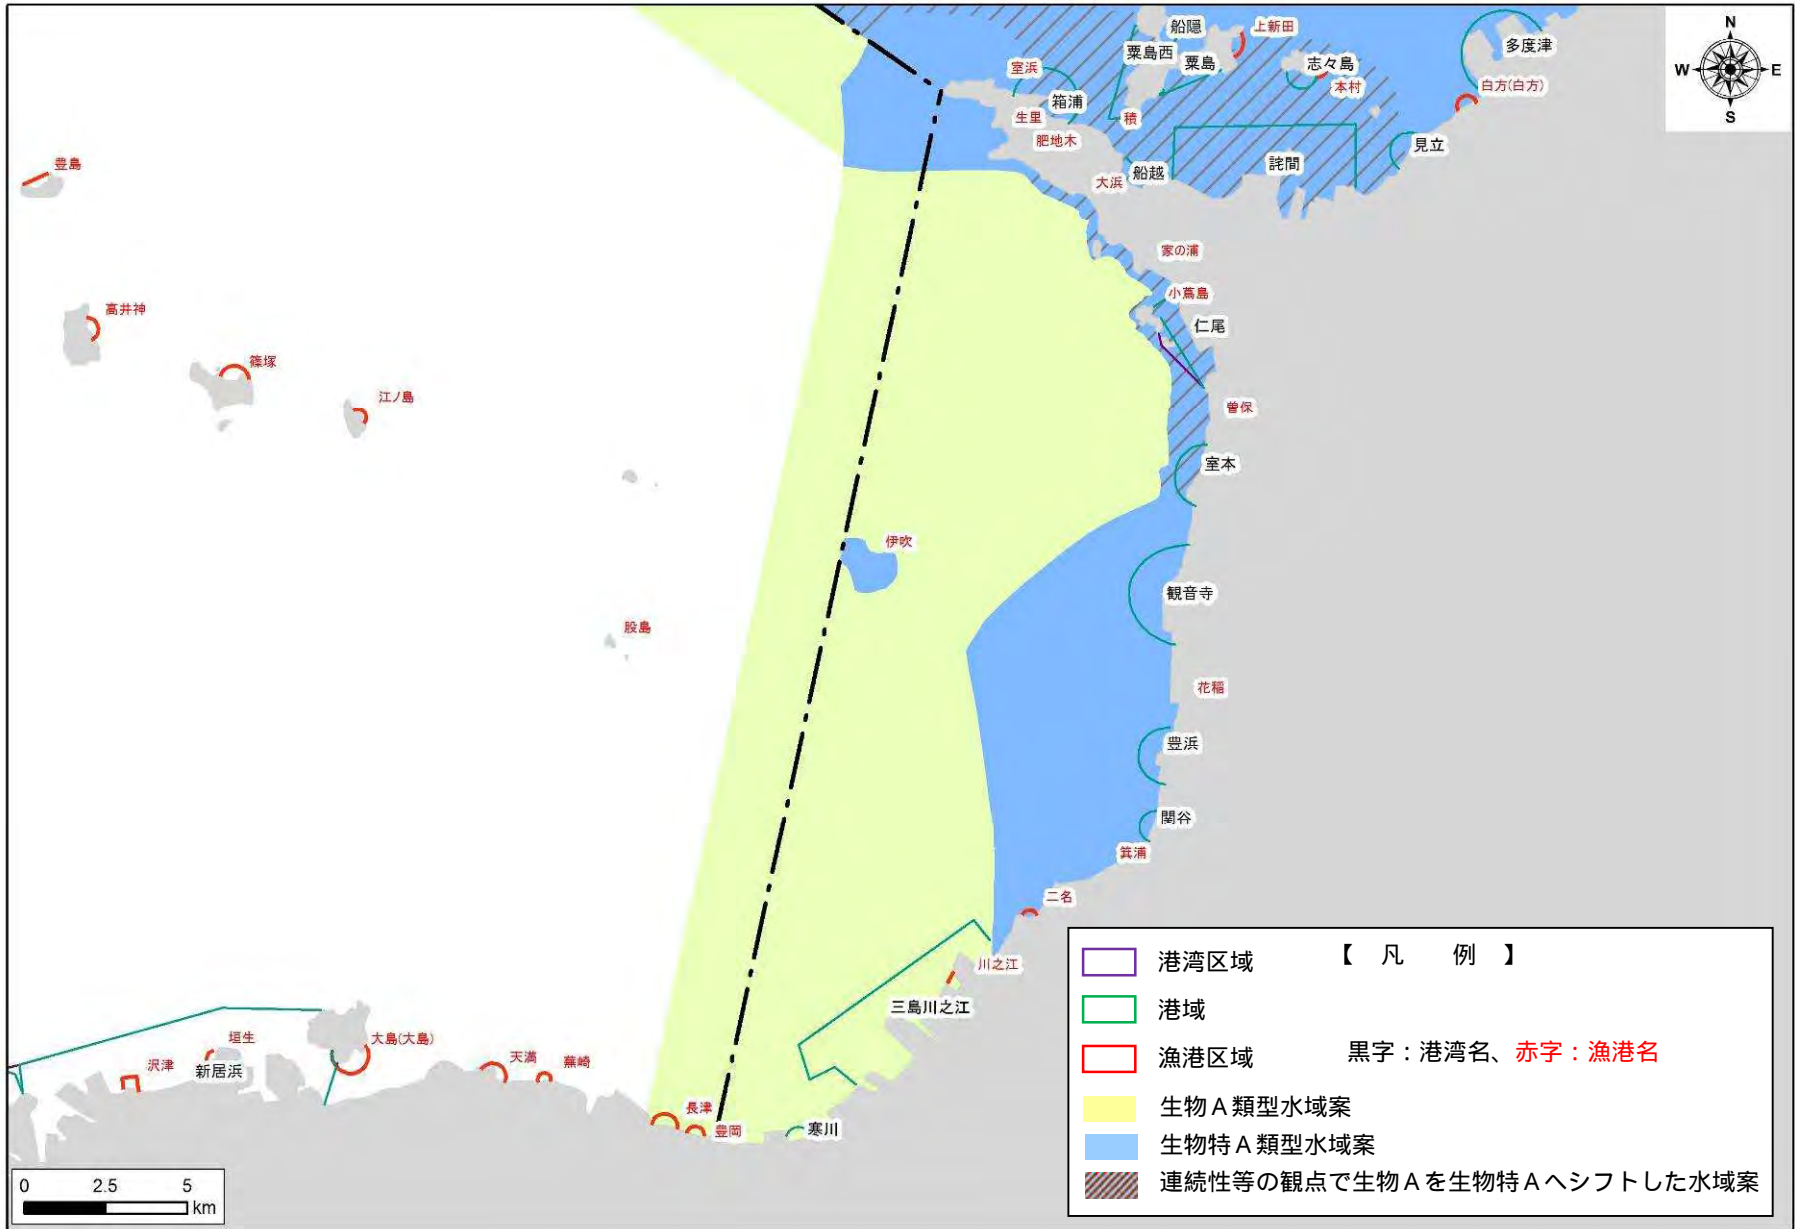 船隠
上新田
粟島西
粟島
志々島
本村
多度津
白方(白方)
N
W
E
S
室浜
箱浦
生里
積
肥地木
見立
船越
詫間
大浜
豊島
家の浦
小蔦島
仁尾
高井神
篠塚
江ノ島
曽保
室本
伊吹
観音寺
股島
花稲
豊浜
関谷
箕浦
二名
川之江
三島川之江
大島(大島)
垣生
沢津
新居浜
天満
蕪崎
長津
豊岡
寒川
【 凡 例 】
港湾区域
港域
漁港区域
黒字：港湾名、赤字：漁港名
生物Ａ類型水域案
生物特Ａ類型水域案
連続性等の観点で生物Ａを生物特Ａへシフトした水域案
0 2.5 5
km